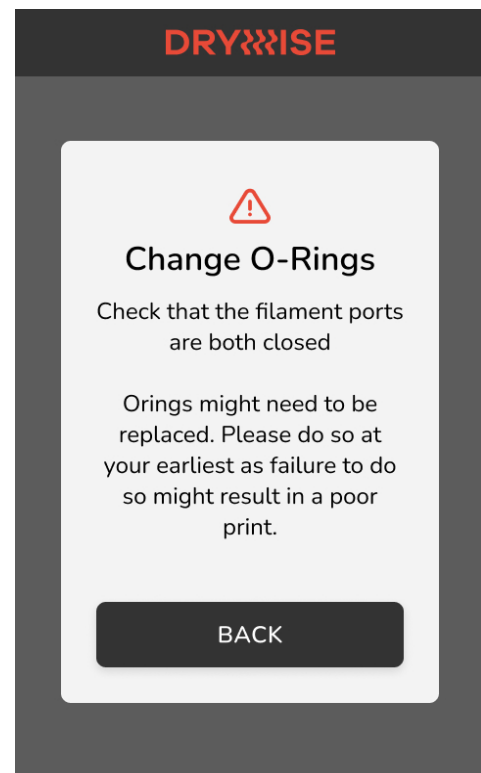 DRYWISE
Change O-Rings
Check that the filament ports
are both closed
Orings might need to be
replaced. Please do so at
your earliest as failure to do
so might result in a poor
print.
BACK